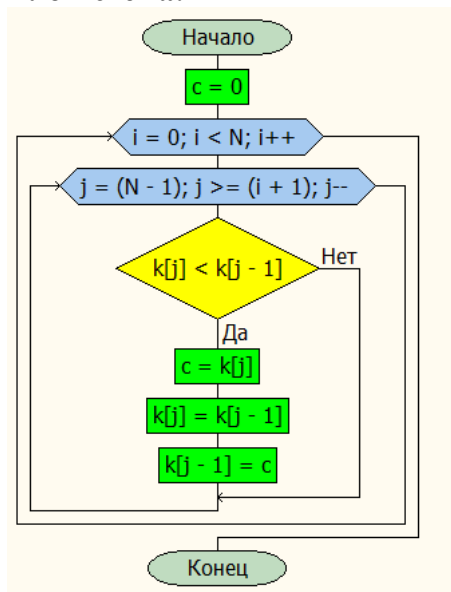 Начало
c = 0
i = 0; i < N; i++
j = (N - 1); j >= (i + 1); j--
k[j] < k[j - 1]
Нет
Да
c = k[j]
k[j] = k[j - 1]
k[j - 1] = c
Конец